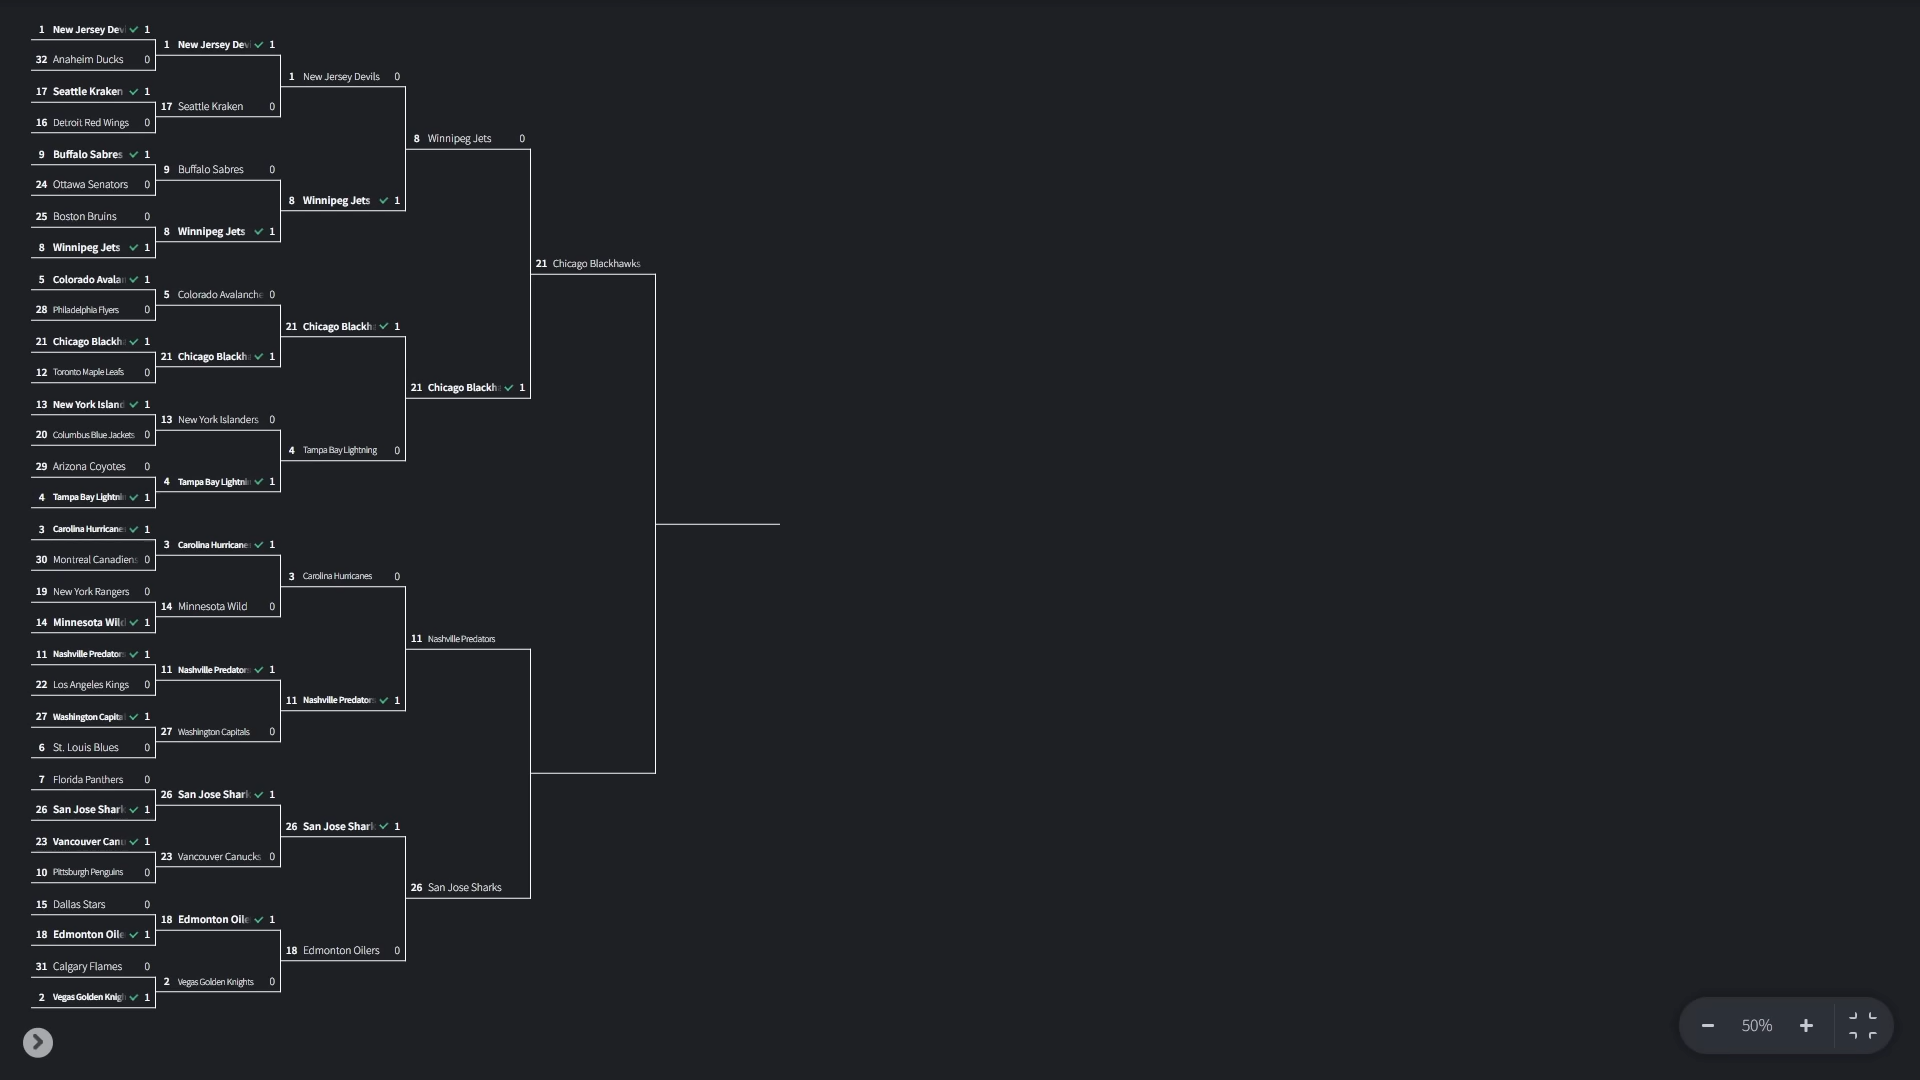 1 New Jersey Dev 1
32 Anaheim Ducks 0
17 Seattle Kraken 1
16 Detroit Red Wings 0
9 Buffalo Sabres 1
24 Ottawa Senators 0
25 Boston Bruins 0
8 Winnipeg Jets 1
5 Colorado Avala 1
28 Philadelphia Flyers 0
21 Chicago Blackh 1
12 Toronto Maple Leafs 0
13 New York Island 1
20 Columbus Blue Jackets 0
29 Arizona Coyotes 0
4 Tampa Bay Lightni 1
3 Carolina Hurricane 1
30 Montreal Canadiens 0
19 New York Rangers 0
14 Minnesota Wild 1
11 Nashville Predator 1
22 Los Angeles Kings 0
27 Washington Capita 1
6 St. Louis Blues 0
7 Florida Panthers 0
26 San Jose Shark 1
23 Vancouver Canu 1
10 Pittsburgh Penguins 0
15 Dallas Stars 0
18 Edmonton Oile 1
31 Calgary Flames 0
2 Vegas Golden Knigh 1
1 New Jersey Devi 1
17 Seattle Kraken 0
9 Buffalo Sabres 0
8 Winnipeg Jets 1
5 Colorado Avalanche 0
21 Chicago Blackh 1
13 New York Islanders 0
4 Tampa Bay Lightni 1
3 Carolina Hurricane 1
14 Minnesota Wild 0
11 Nashville Predator 1
27 Washington Capitals 0
26 San Jose Shark 1
23 Vancouver Canucks 0
18 Edmonton Oile 1
2 Vegas Golden Knights 0
1 New Jersey Devils 0
8 Winnipeg Jets 1
21 Chicago Blackh 1
4 Tampa Bay Lightning 0
3 Carolina Hurricanes 0
11 Nashville Predator 1
26 San Jose Shark 1
18 Edmonton Oilers 0
8 Winnipeg Jets 0
21 Chicago Blackh 1
11 Nashville Predators
26 San Jose Sharks
21 Chicago Blackhawks
50%